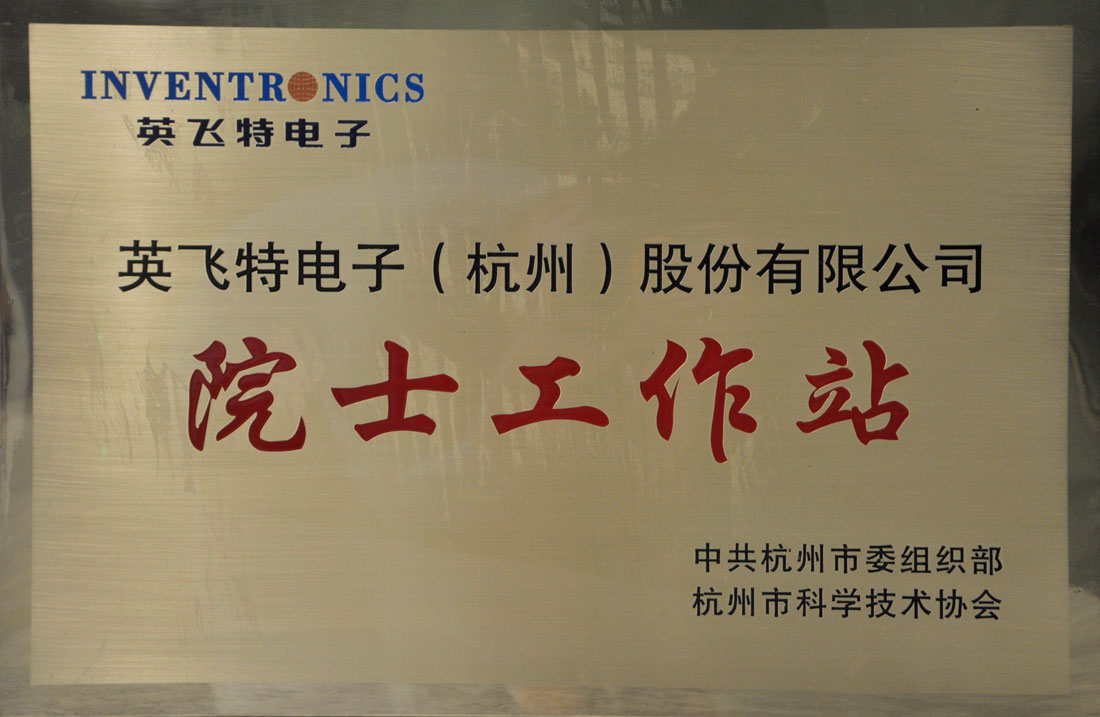 INVENTRONICS
英飞特电子
英飞特电子（杭州）股份有限公司
院士工作站
中共杭州市委组织部
杭州市科学技术协会